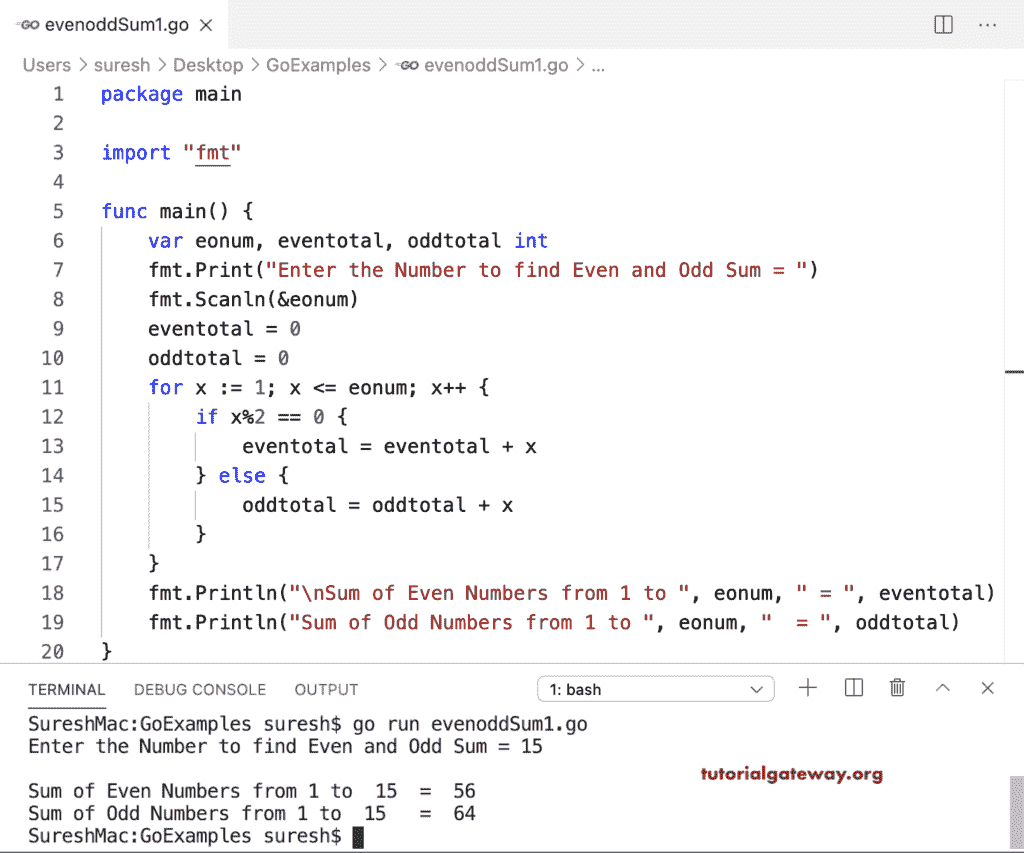 GO evenoddSum1.go ×
Users > suresh > Desktop > GoExamples > GO evenoddSum1.go > ...
1 package main
2
3 import "fmt"
4
5 func main() {
6     var eonum, eventotal, oddtotal int
7     fmt.Print("Enter the Number to find Even and Odd Sum = ")
8     fmt.Scanln(&eonum)
9     eventotal = 0
10     oddtotal = 0
11     for x := 1; x <= eonum; x++ {
12         if x%2 == 0 {
13             eventotal = eventotal + x
14         } else {
15             oddtotal = oddtotal + x
16         }
17     }
18     fmt.Println("\nSum of Even Numbers from 1 to ", eonum, " = ", eventotal)
19     fmt.Println("Sum of Odd Numbers from 1 to ", eonum, "  = ", oddtotal)
20 }
TERMINAL DEBUG CONSOLE OUTPUT 1: bash
SureshMac:GoExamples suresh$ go run evenoddSum1.go
Enter the Number to find Even and Odd Sum = 15
tutorialgateway.org
Sum of Even Numbers from 1 to  15  =  56
Sum of Odd Numbers from 1 to  15   =  64
SureshMac:GoExamples suresh$